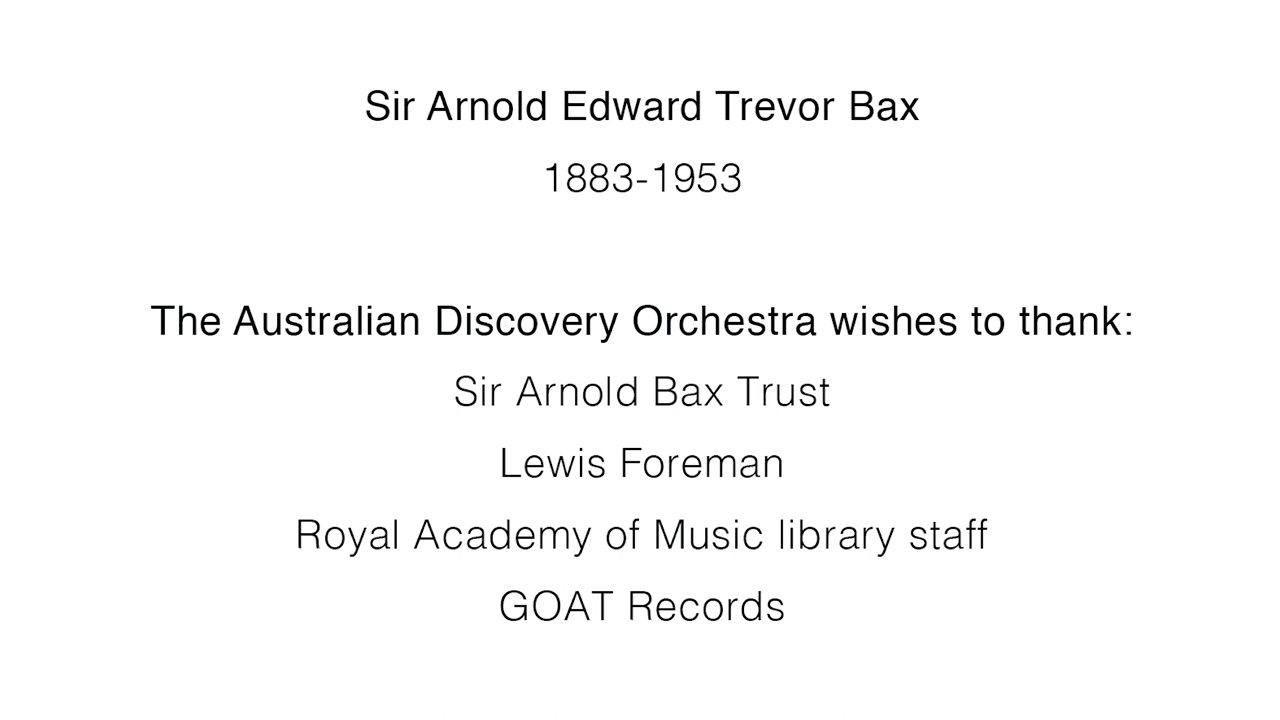 Sir Arnold Edward Trevor Bax
1883-1953
The Australian Discovery Orchestra wishes to thank:
Sir Arnold Bax Trust
Lewis Foreman
Royal Academy of Music library staff
GOAT Records